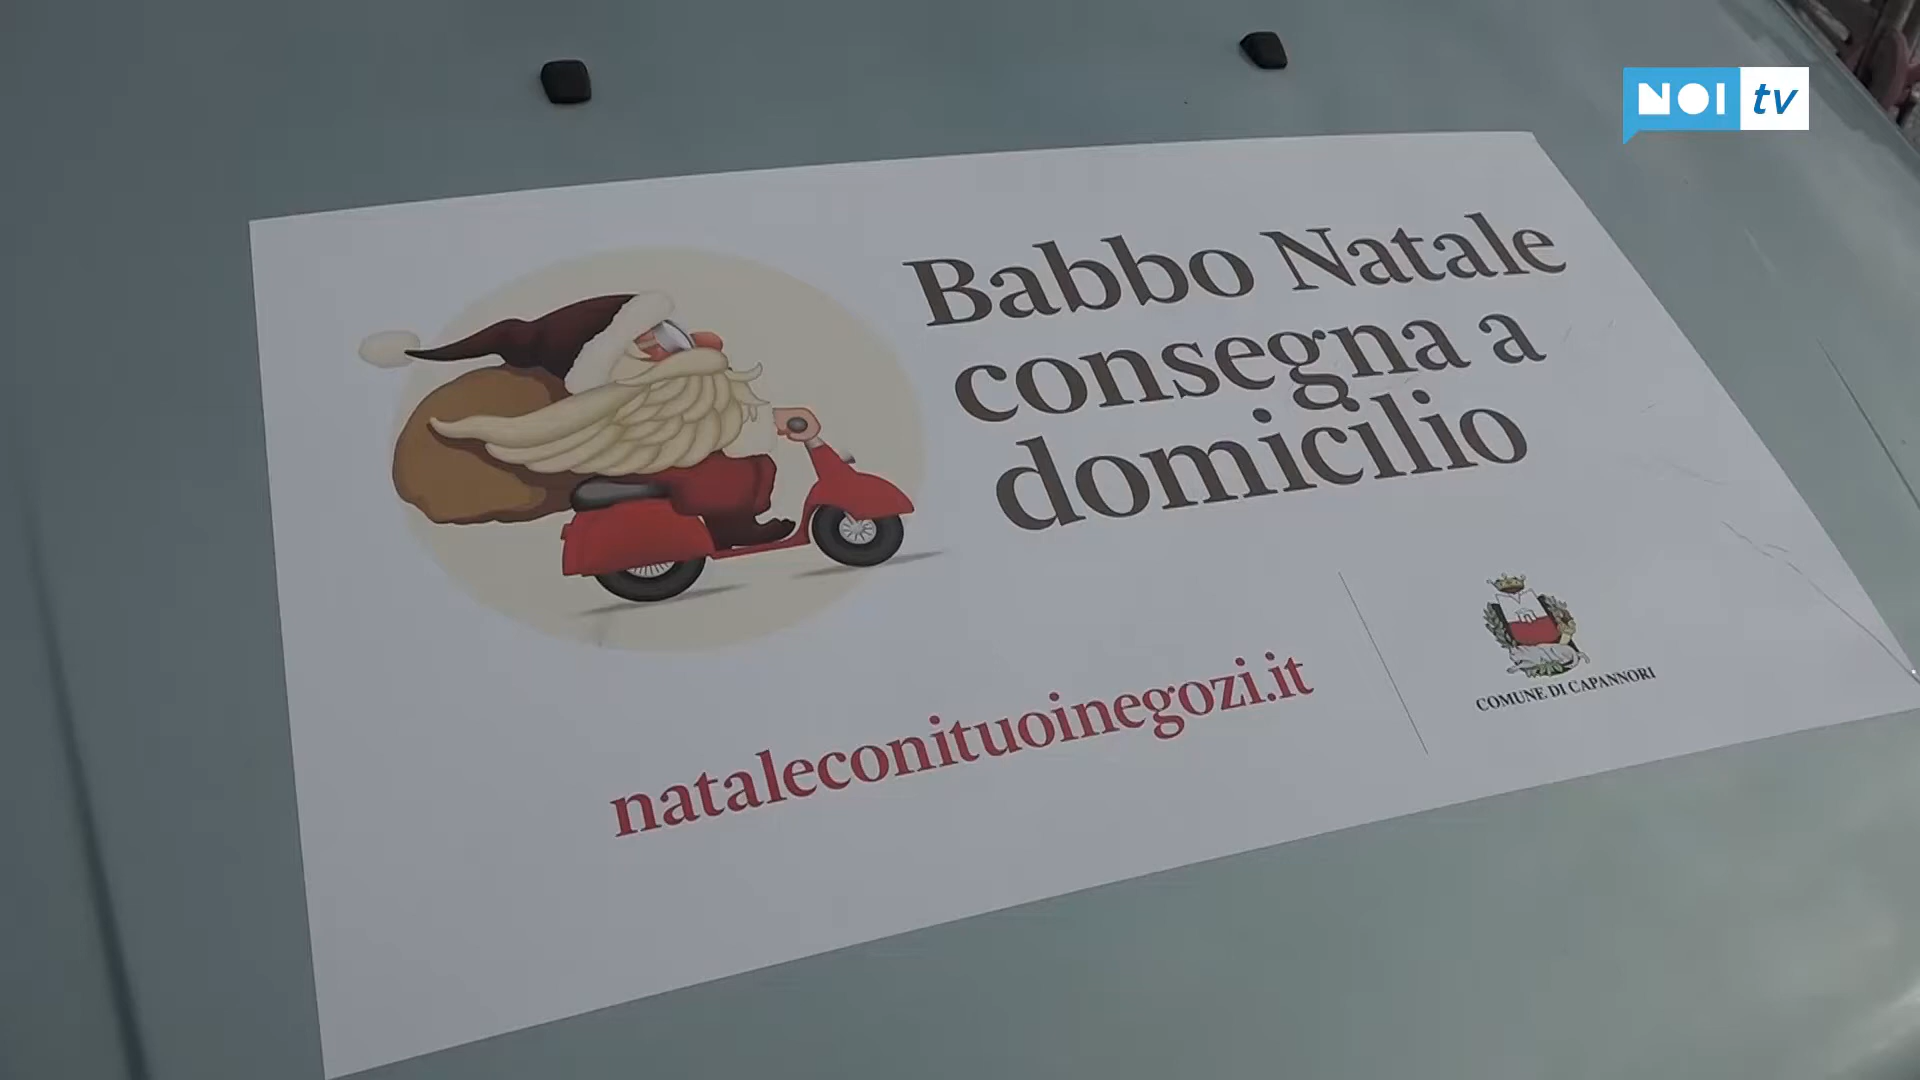 NOI tv
Babbo Natale
consegna a
domicilio
nataleconituoinegozi.it
COMUNE DI CAPANNORI